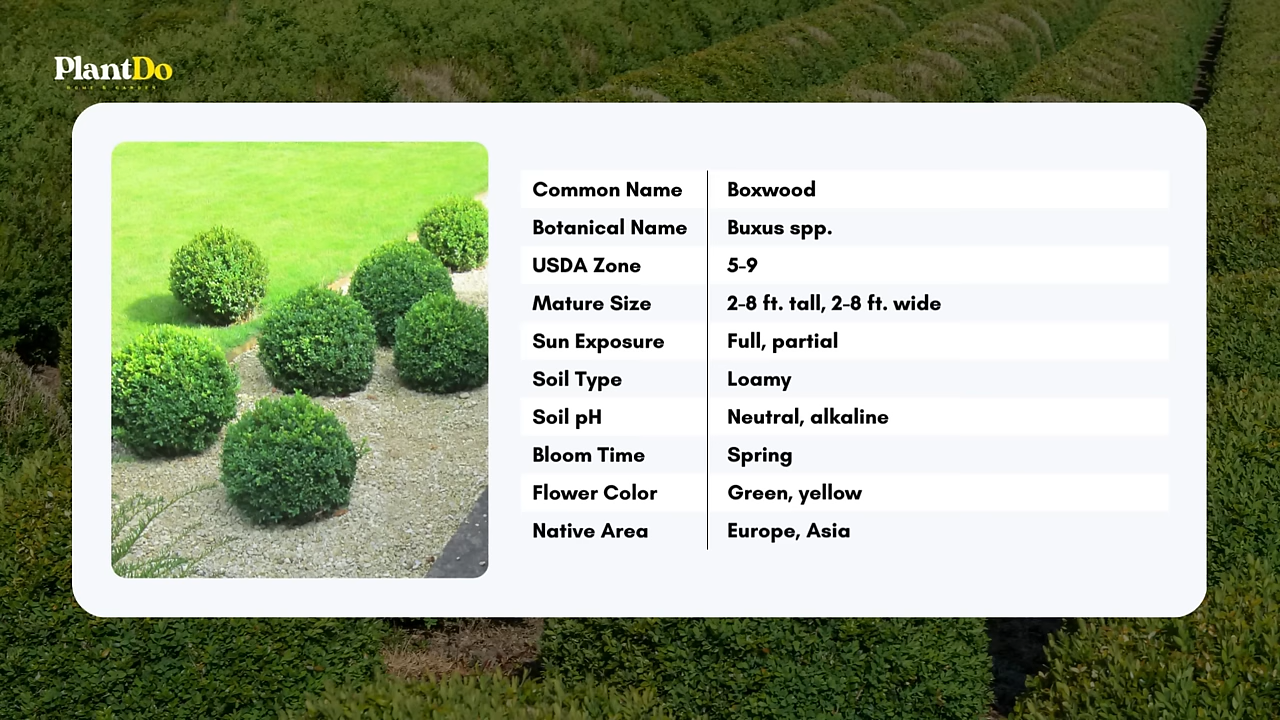 PlantDo
HOME & GARDEN
Common Name Boxwood
Botanical Name Buxus spp.
USDA Zone 5-9
Mature Size 2-8 ft. tall, 2-8 ft. wide
Sun Exposure Full, partial
Soil Type Loamy
Soil pH Neutral, alkaline
Bloom Time Spring
Flower Color Green, yellow
Native Area Europe, Asia